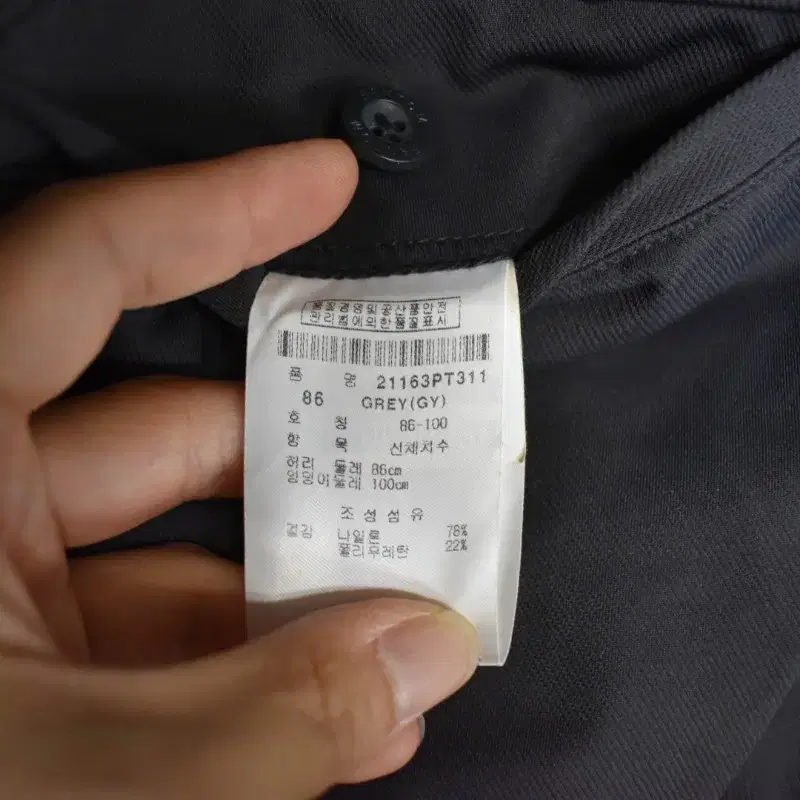 품질경영및공산품안전
관리법에의한품질표시
품 명 21163PT311
86 GREY(GY)
호 칭 86-100
항 목 신체치수
허리 둘레 86cm
엉덩이둘레 100cm
조 성 섬 유
겉감 나일론 78%
폴리우레탄 22%